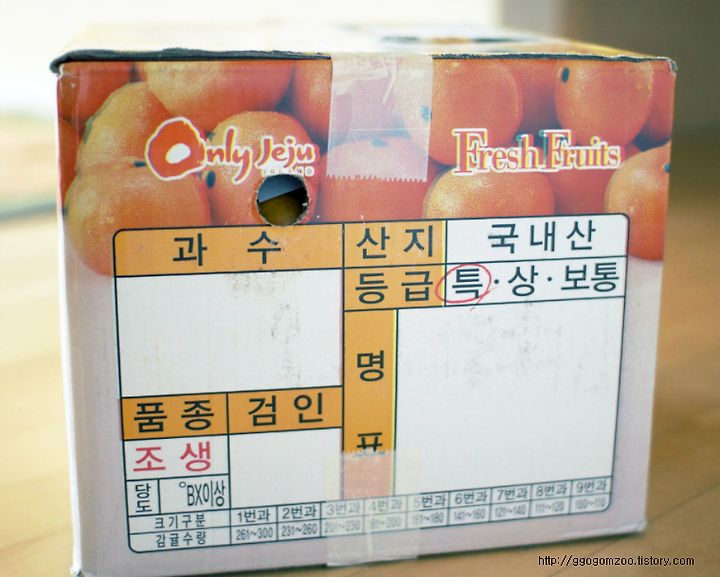 Only Jeju
ISLAND
Fresh Fruits
과 수 산 지 국 내 산
등 급 특 · 상 · 보통
명
표
품 종 검 인
조 생
당도 °BX이상
크기구분 1번과 2번과 3번과 4번과 5번과 6번과 7번과 8번과 9번과
감귤수량 261~300 231~260 201~230 181~200 161~180 141~160 121~140 111~120 100~110
http://ggogomzoo.tistory.com